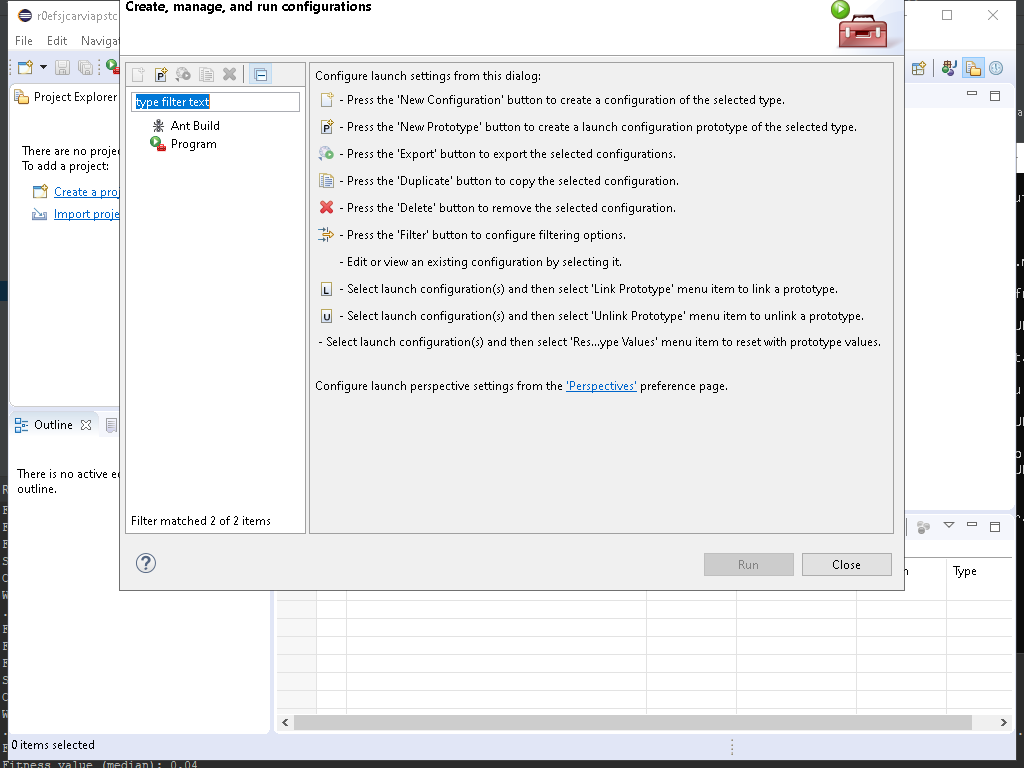 Create, manage, and run configurations
r0efsjcarviapstc
File Edit Navigat
Project Explorer
There are no projec
To add a project:
Create a proj
Import proje
type filter text
Ant Build
Program
Filter matched 2 of 2 items
Configure launch settings from this dialog:
- Press the 'New Configuration' button to create a configuration of the selected type.
- Press the 'New Prototype' button to create a launch configuration prototype of the selected type.
- Press the 'Export' button to export the selected configurations.
- Press the 'Duplicate' button to copy the selected configuration.
- Press the 'Delete' button to remove the selected configuration.
- Press the 'Filter' button to configure filtering options.
- Edit or view an existing configuration by selecting it.
L - Select launch configuration(s) and then select 'Link Prototype' menu item to link a prototype.
U - Select launch configuration(s) and then select 'Unlink Prototype' menu item to unlink a prototype.
- Select launch configuration(s) and then select 'Res...ype Values' menu item to reset with prototype values.
Configure launch perspective settings from the 'Perspectives' preference page.
Outline
There is no active ed
outline.
Run
Close
Type
0 items selected
Fitness value (median): 0.04